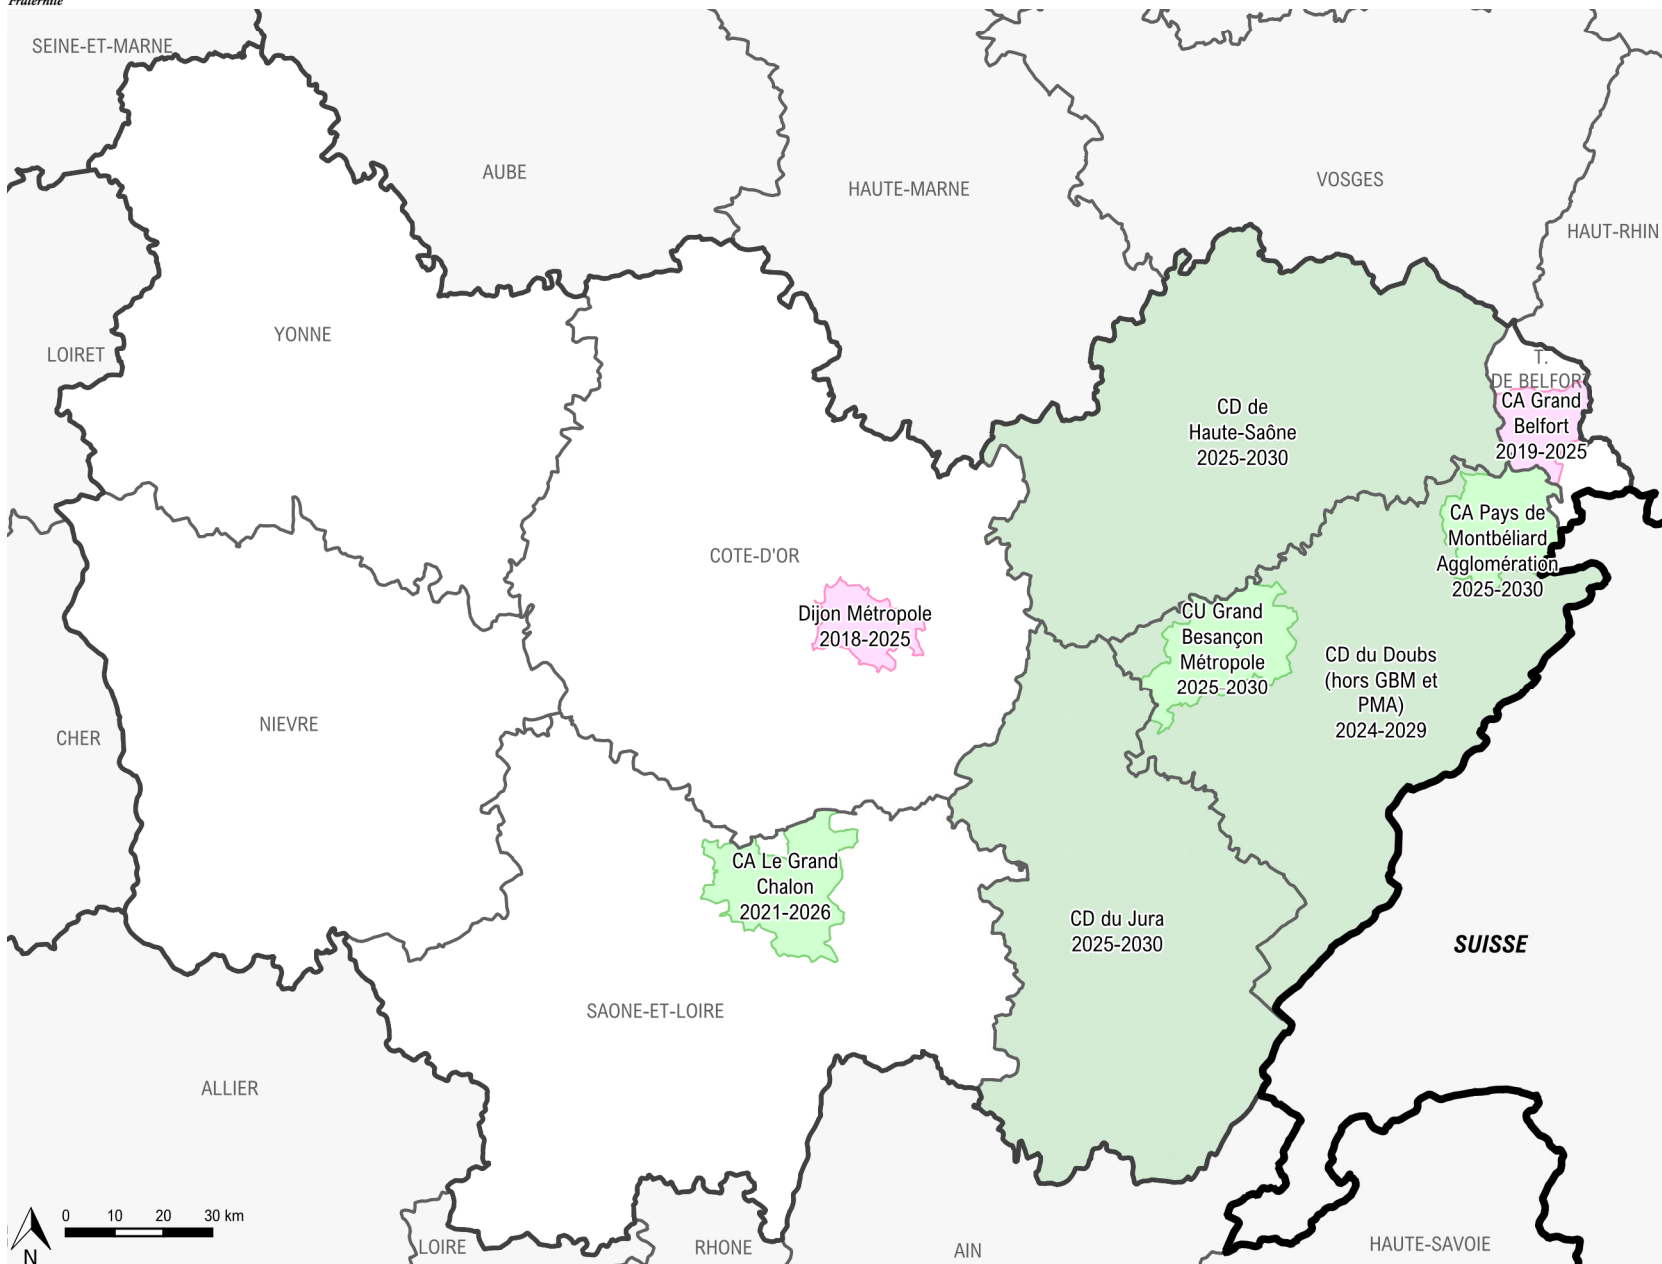 Fraternité
SEINE-ET-MARNE
AUBE
HAUTE-MARNE
VOSGES
HAUT-RHIN
YONNE
LOIRET
T.
DE BELFORT
CA Grand
Belfort
2019-2025
CD de
Haute-Saône
2025-2030
CA Pays de
Montbéliard
Agglomération
2025-2030
COTE-D'OR
Dijon Métropole
2018-2025
CU Grand
Besançon
Métropole
2025-2030
CD du Doubs
(hors GBM et
PMA)
2024-2029
CHER
NIEVRE
CA Le Grand
Chalon
2021-2026
CD du Jura
2025-2030
SUISSE
SAONE-ET-LOIRE
ALLIER
0 10 20 30 km
N
LOIRE
RHONE
AIN
HAUTE-SAVOIE